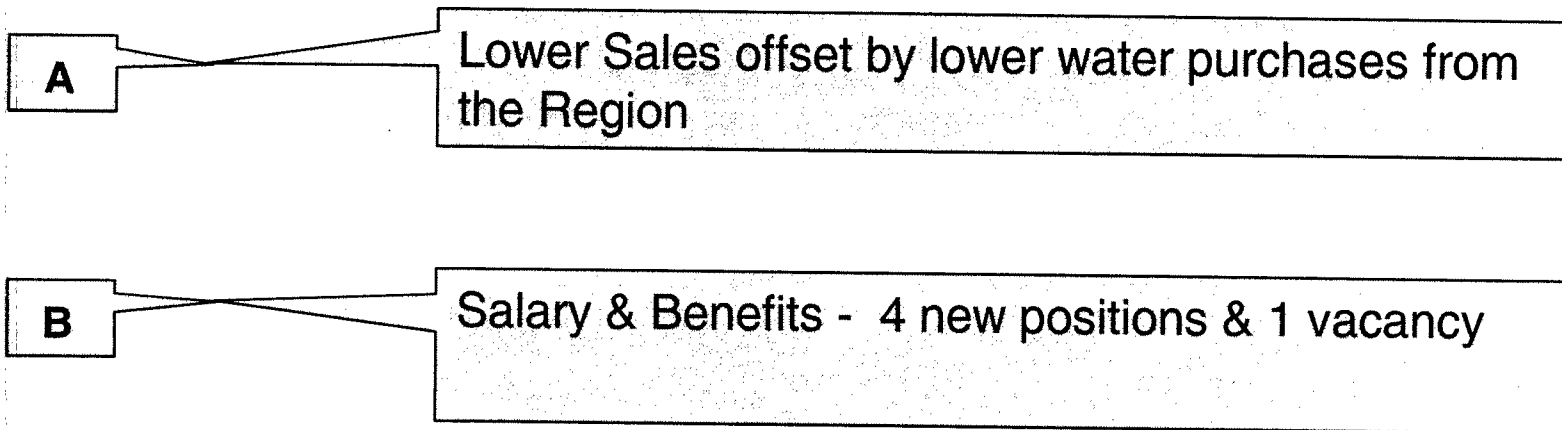 A
Lower Sales offset by lower water purchases from
the Region
B
Salary & Benefits - 4 new positions & 1 vacancy